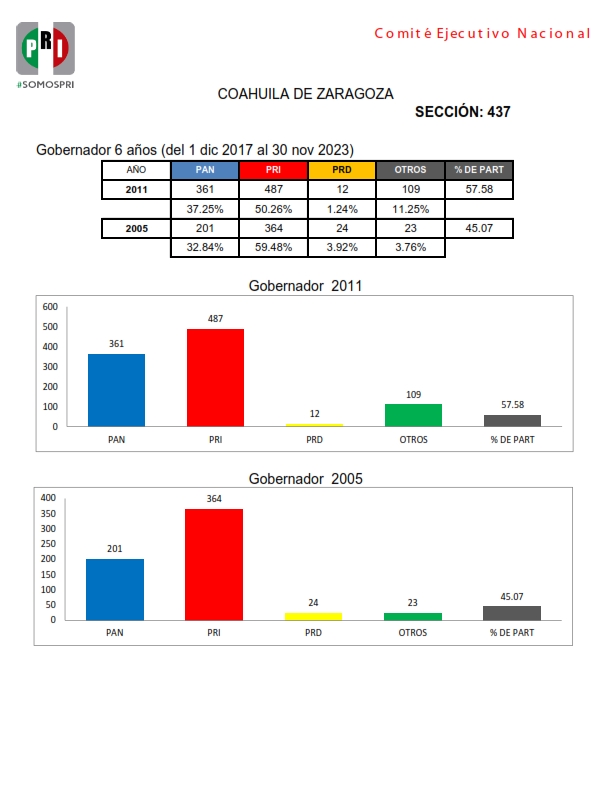 Comité Ejecutivo Nacional
PRI
#SOMOSPRI
COAHUILA DE ZARAGOZA
SECCIÓN: 437
Gobernador 6 años (del 1 dic 2017 al 30 nov 2023)
AÑO PAN PRI PRD OTROS % DE PART
2011 361 487 12 109 57.58
37.25% 50.26% 1.24% 11.25%
2005 201 364 24 23 45.07
32.84% 59.48% 3.92% 3.76%
Gobernador 2011
600
500
400
300
200
100
0
361
487
12
109
57.58
PAN PRI PRD OTROS % DE PART
Gobernador 2005
400
350
300
250
200
150
100
50
0
201
364
24
23
45.07
PAN PRI PRD OTROS % DE PART